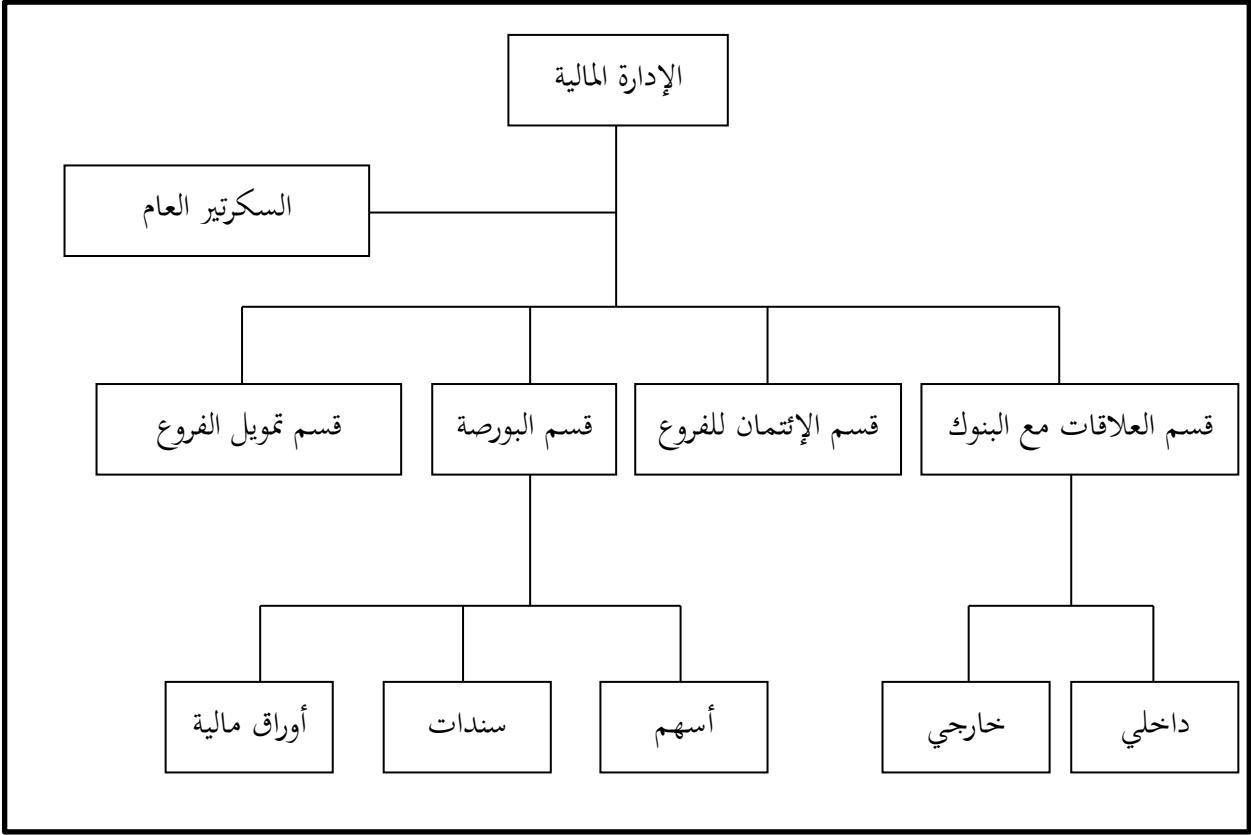 الإدارة المالية
السكرتير العام
قسم العلاقات مع البنوك
قسم الإئتمان للفروع
قسم البورصة
قسم تمويل الفروع
داخلي
خارجي
أسهم
سندات
أوراق مالية